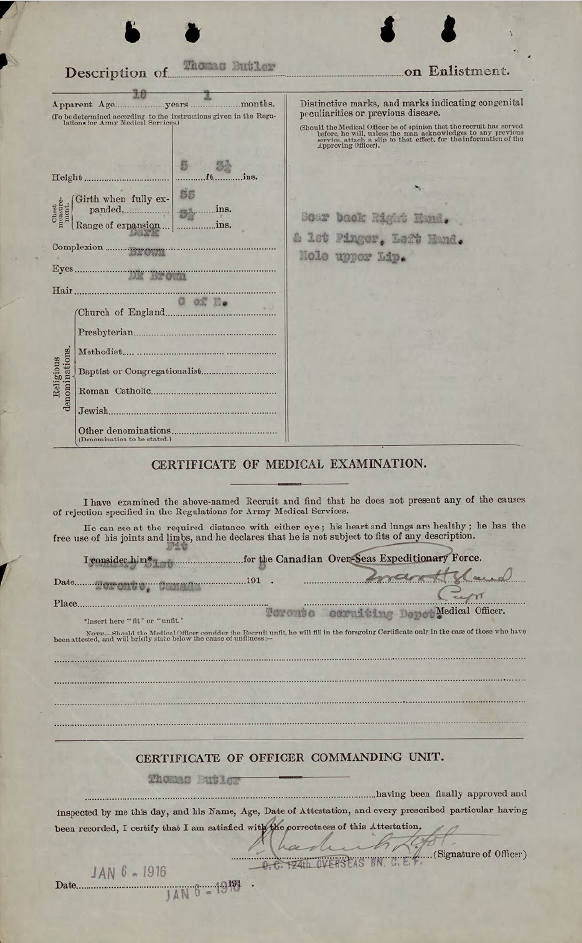 Description of Thomas Butler on Enlistment.
Apparent Age 18 years 1 months.
(To be determined according to the instructions given in the Regu-
lations for Army Medical Services.)
Height 5 ft 3½ ins.
Chest measure-ment. Girth when fully ex-
panded ins.
Range of expansion 3½ ins.
Complexion Dark
Eyes Brown
Hair Dk Brown
Religious denominations. Church of England C of E.
Presbyterian
Methodist
Baptist or Congregationalist
Roman Catholic
Jewish
Other denominations
(Denomination to be stated.)
Distinctive marks, and marks indicating congenital
peculiarities or previous disease.
(Should the Medical Officer be of opinion that the recruit has served
before, he will, unless the man acknowledges to any previous
service, attach a slip to that effect, for the information of the
Approving Officer).
Scar back Right Hand.
& 1st Finger, Left Hand.
Mole upper Lip.
CERTIFICATE OF MEDICAL EXAMINATION.
I have examined the above-named Recruit and find that he does not present any of the causes
of rejection specified in the Regulations for Army Medical Services.
He can see at the required distance with either eye; his heart and lungs are healthy; he has the
free use of his joints and limbs, and he declares that he is not subject to fits of any description.
I consider him* Fit for the Canadian Over-Seas Expeditionary Force.
Date 191 .
Place Toronto, Canada
Capt
Toronto ecruiting Depot. Medical Officer.
*Insert here "fit" or "unfit."
NOTE.—Should the Medical Officer consider the Recruit unfit, he will fill in the foregoing Certificate only in the case of those who have
been attested, and will briefly state below the cause of unfitness:—
CERTIFICATE OF OFFICER COMMANDING UNIT.
Thomas Butler
having been finally approved and
inspected by me this day, and his Name, Age, Date of Attestation, and every prescribed particular having
been recorded, I certify that I am satisfied with the correctness of this Attestation.
(Signature of Officer)
O.C. 124th OVERSEAS BN. C.E.F.
JAN 6 - 1916
Date 191 .
JAN 6 - 1916